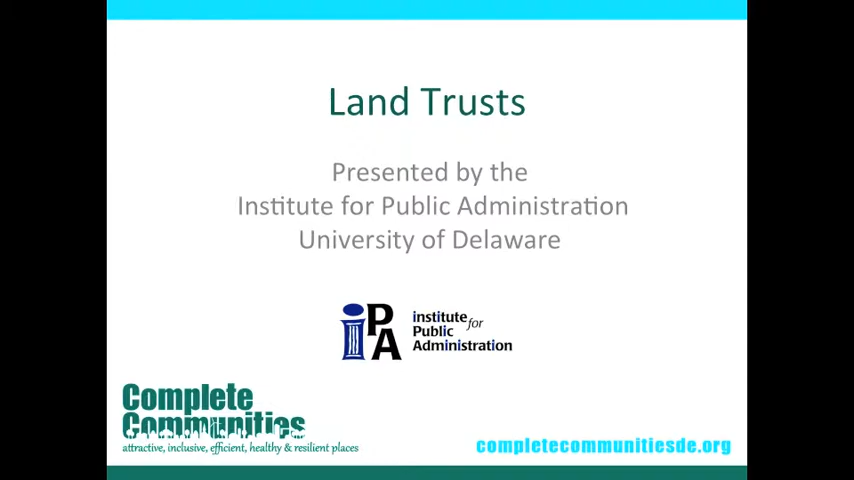 Land Trusts
Presented by the
Institute for Public Administration
University of Delaware
iPA
institute for
Public
Administration
Complete
Communities
attractive, inclusive, efficient, healthy & resilient places
completecommunitiesde.org